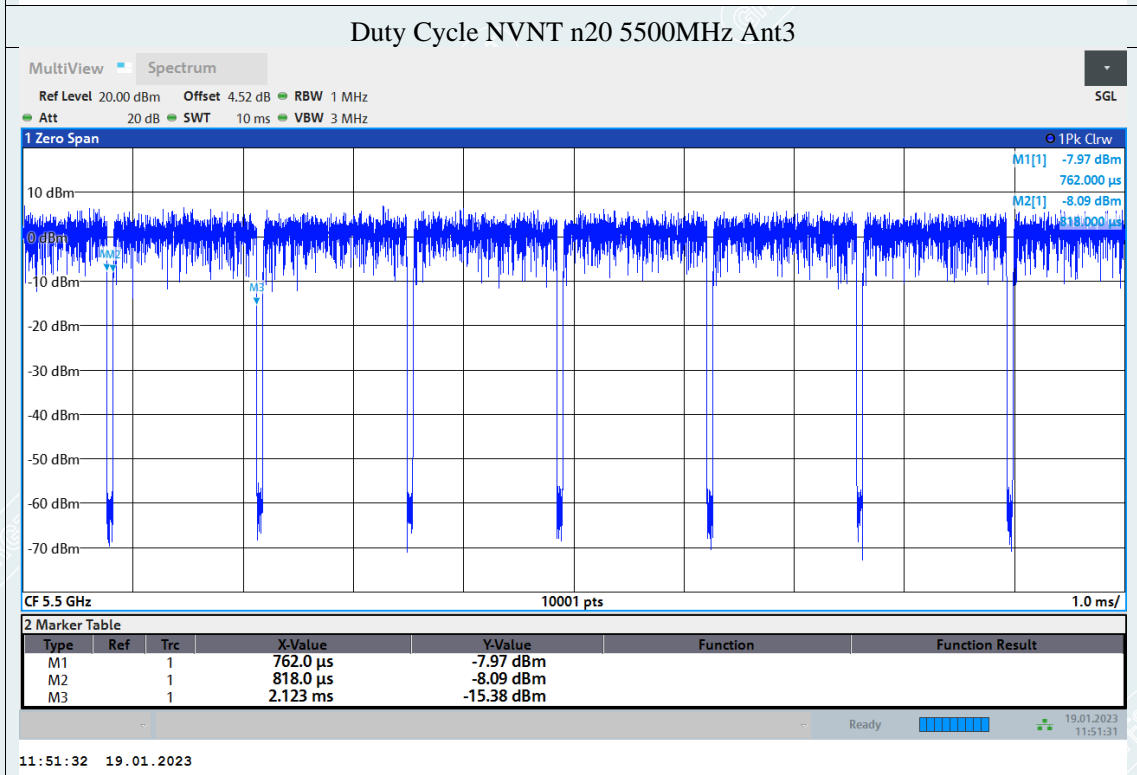 Duty Cycle NVNT n20 5500MHz Ant3
MultiView Spectrum
Ref Level 20.00 dBm Offset 4.52 dB RBW 1 MHz SGL
Att 20 dB SWT 10 ms VBW 3 MHz
1 Zero Span 1Pk Clrw
M1[1] -7.97 dBm
762.000 µs
10 dBm
M2[1] -8.09 dBm
818.000 µs
0 dBm
MM2
-10 dBm
M3
-20 dBm
-30 dBm
-40 dBm
-50 dBm
-60 dBm
-70 dBm
CF 5.5 GHz 10001 pts 1.0 ms/
2 Marker Table
Type Ref Trc X-Value Y-Value Function Function Result
M1 1 762.0 µs -7.97 dBm
M2 1 818.0 µs -8.09 dBm
M3 1 2.123 ms -15.38 dBm
Ready 19.01.2023
11:51:31
11:51:32 19.01.2023